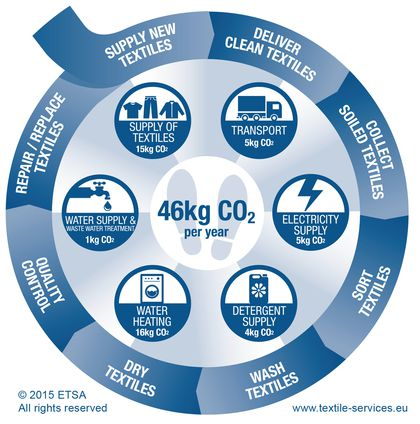 SUPPLY NEW
TEXTILES
DELIVER
CLEAN TEXTILES
COLLECT
SOILED TEXTILES
SORT
TEXTILES
WASH
TEXTILES
DRY
TEXTILES
QUALITY
CONTROL
REPAIR / REPLACE
TEXTILES
SUPPLY OF
TEXTILES
15kg CO2
TRANSPORT
5kg CO2
ELECTRICITY
SUPPLY
5kg CO2
DETERGENT
SUPPLY
4kg CO2
WATER
HEATING
16kg CO2
WATER SUPPLY &
WASTE WATER TREATMENT
1kg CO2
46kg CO2
per year
© 2015 ETSA
All rights reserved
www.textile-services.eu